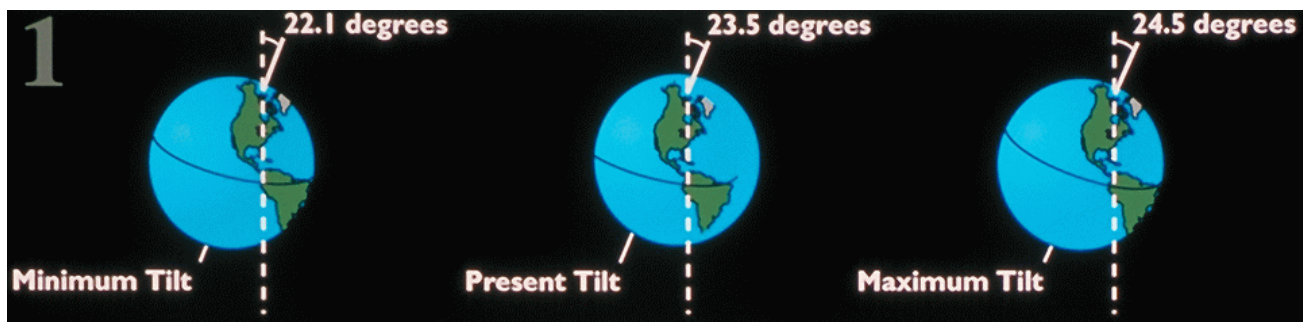 1
22.1 degrees
23.5 degrees
24.5 degrees
Minimum Tilt
Present Tilt
Maximum Tilt